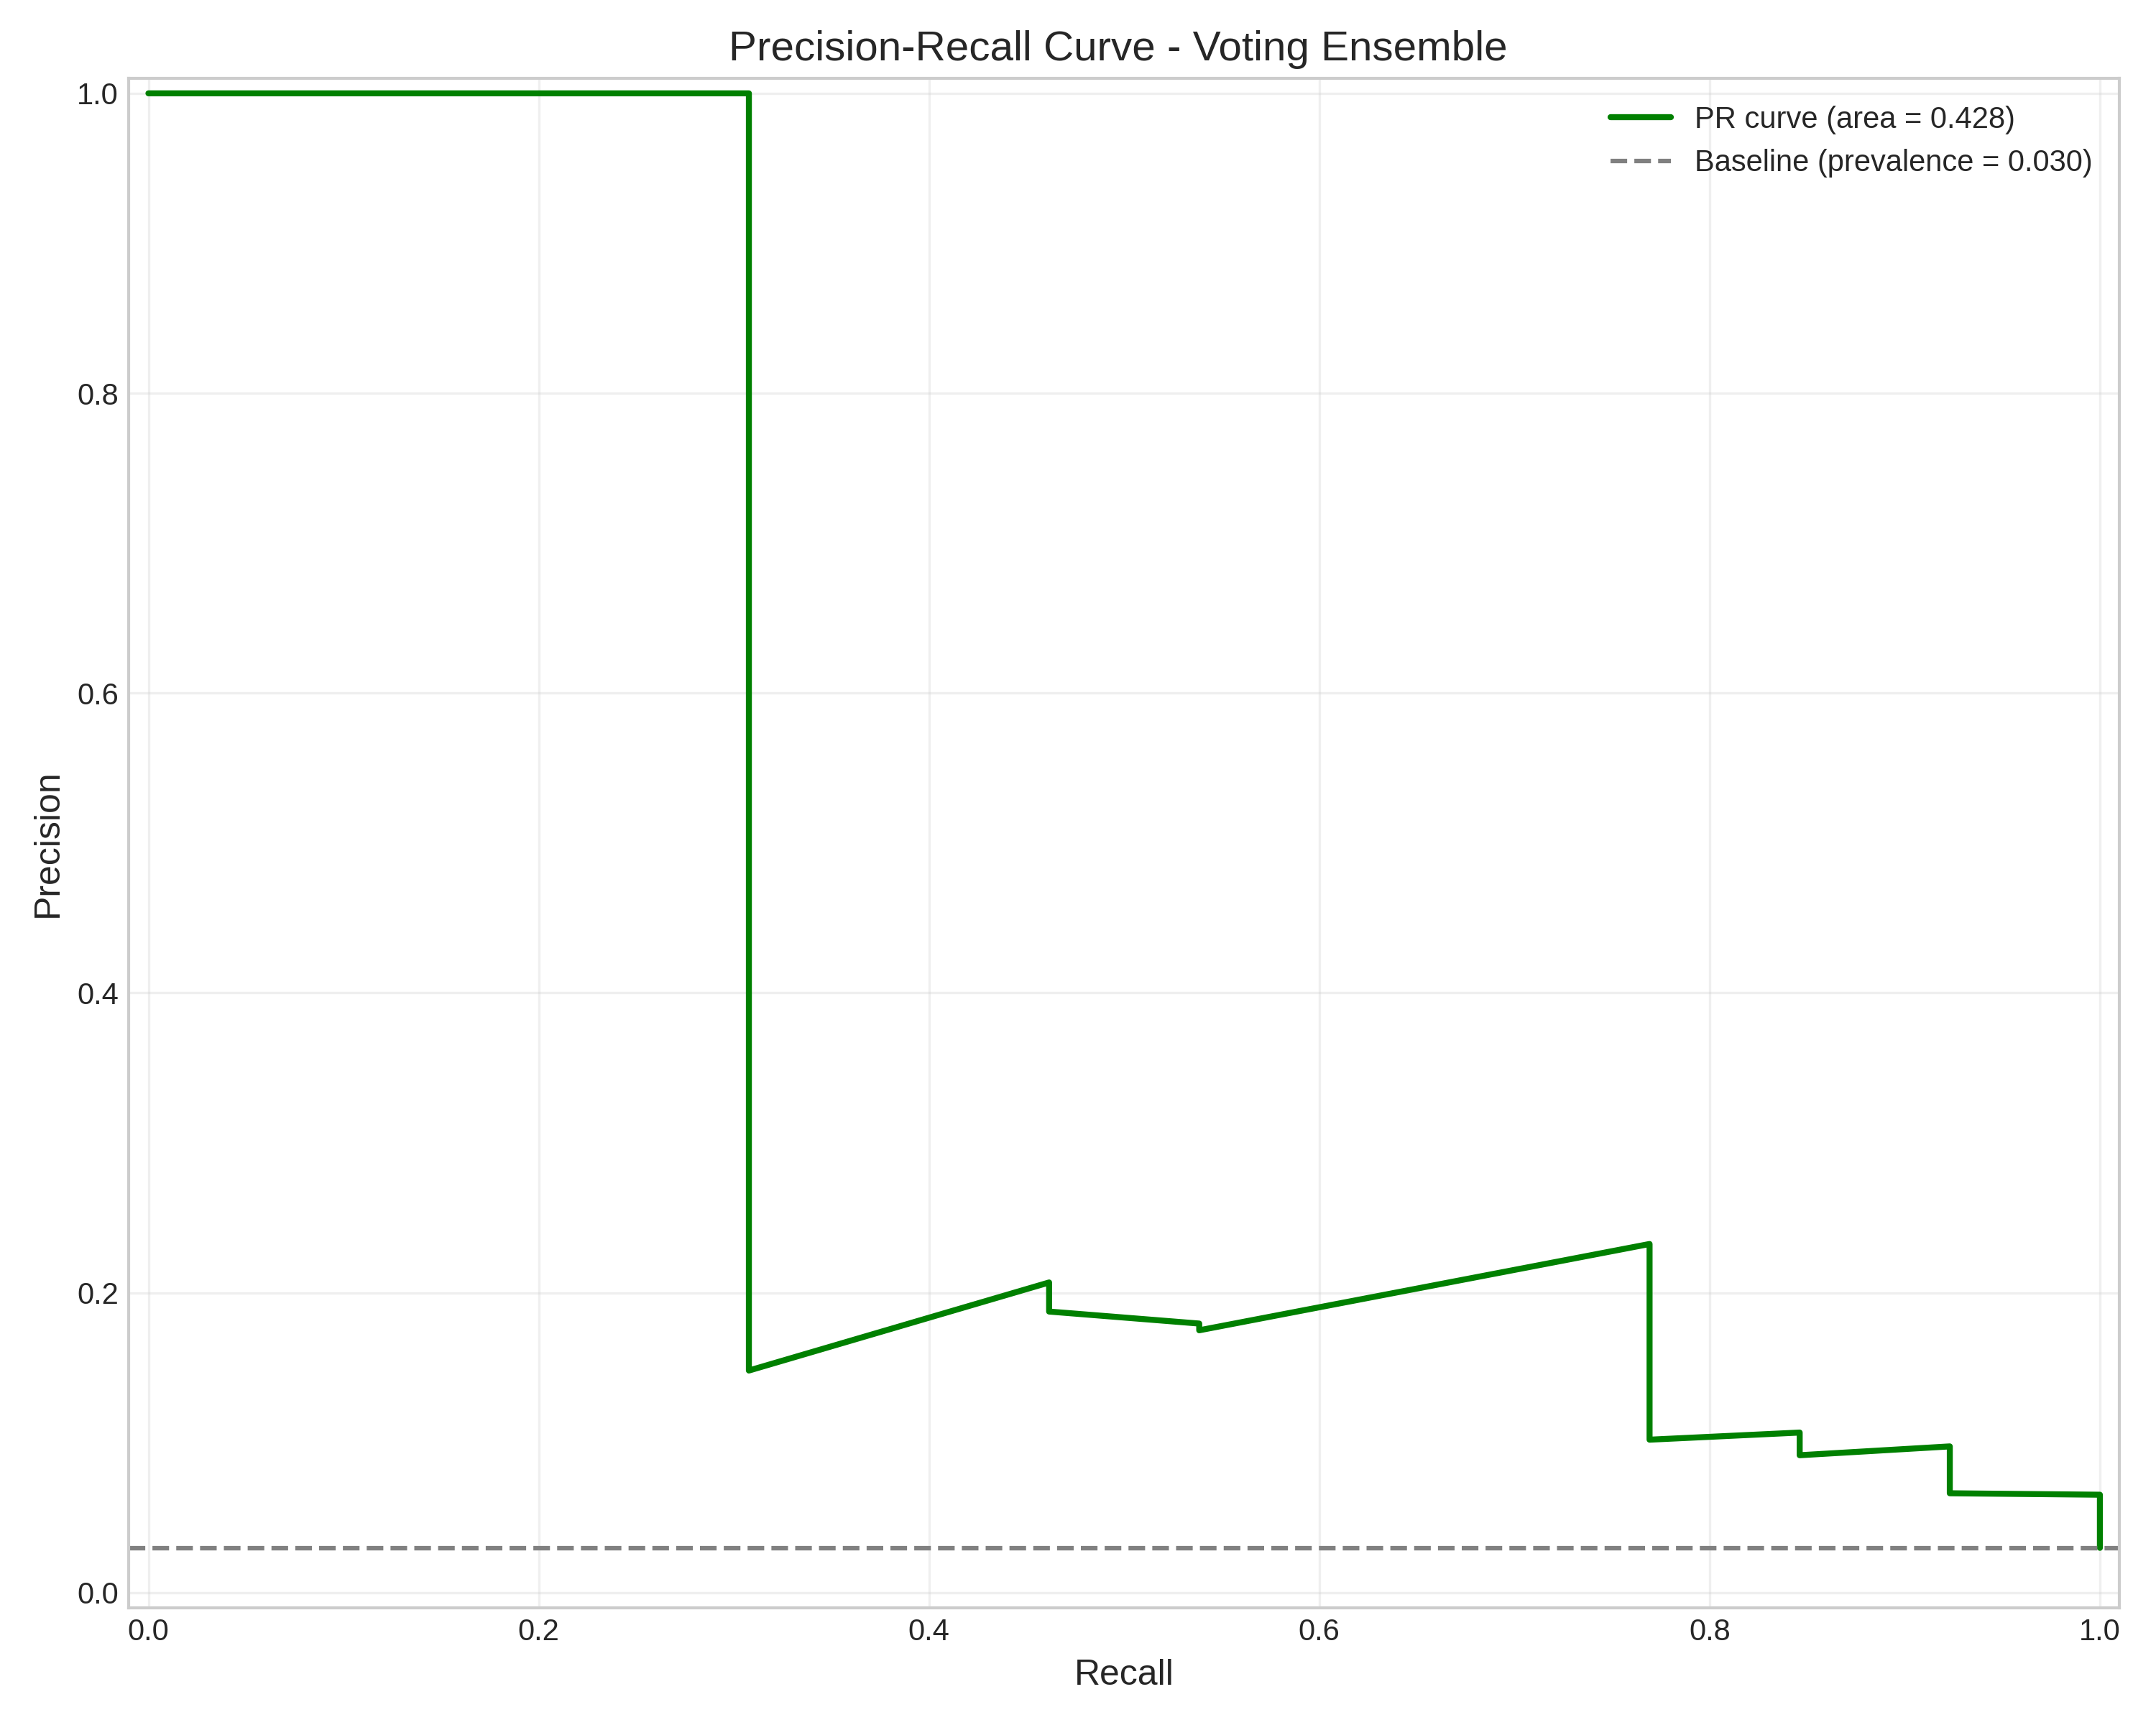 Precision-Recall Curve - Voting Ensemble
PR curve (area = 0.428)
Baseline (prevalence = 0.030)
Precision
1.0
0.8
0.6
0.4
0.2
0.0
0.0 0.2 0.4 0.6 0.8 1.0
Recall